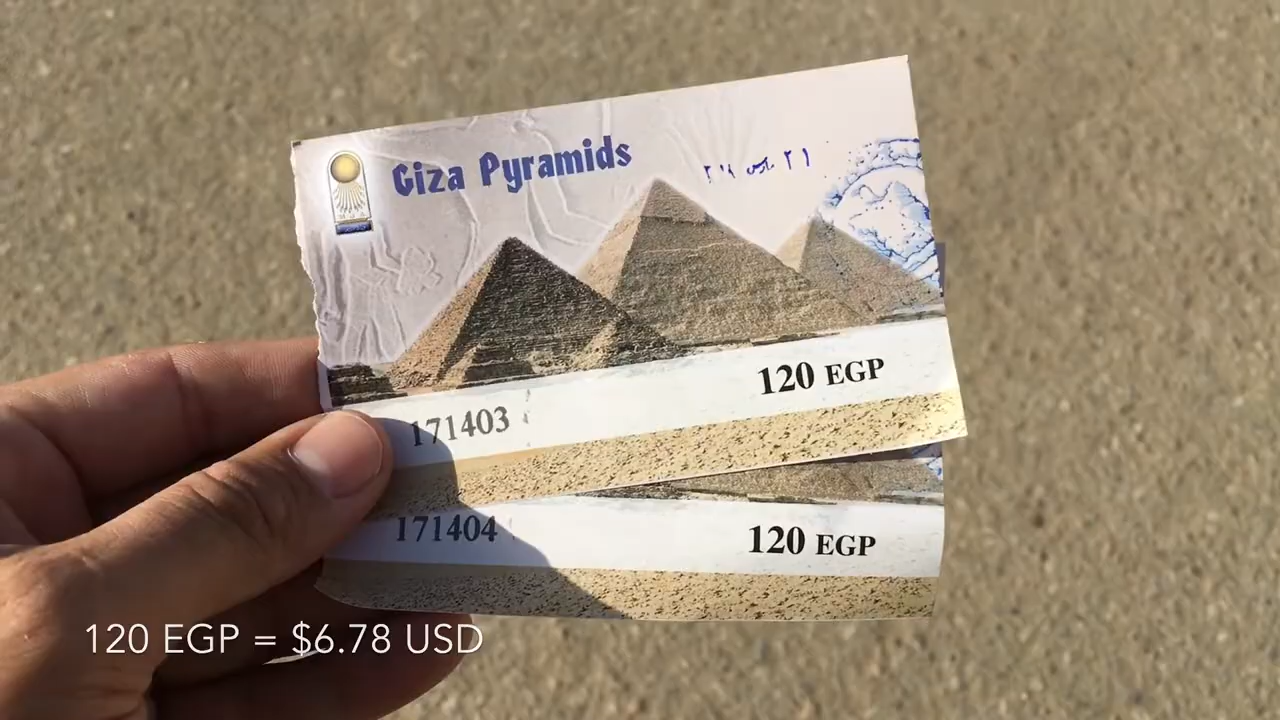 Giza Pyramids
120 EGP
171403
171404
120 EGP
120 EGP = $6.78 USD